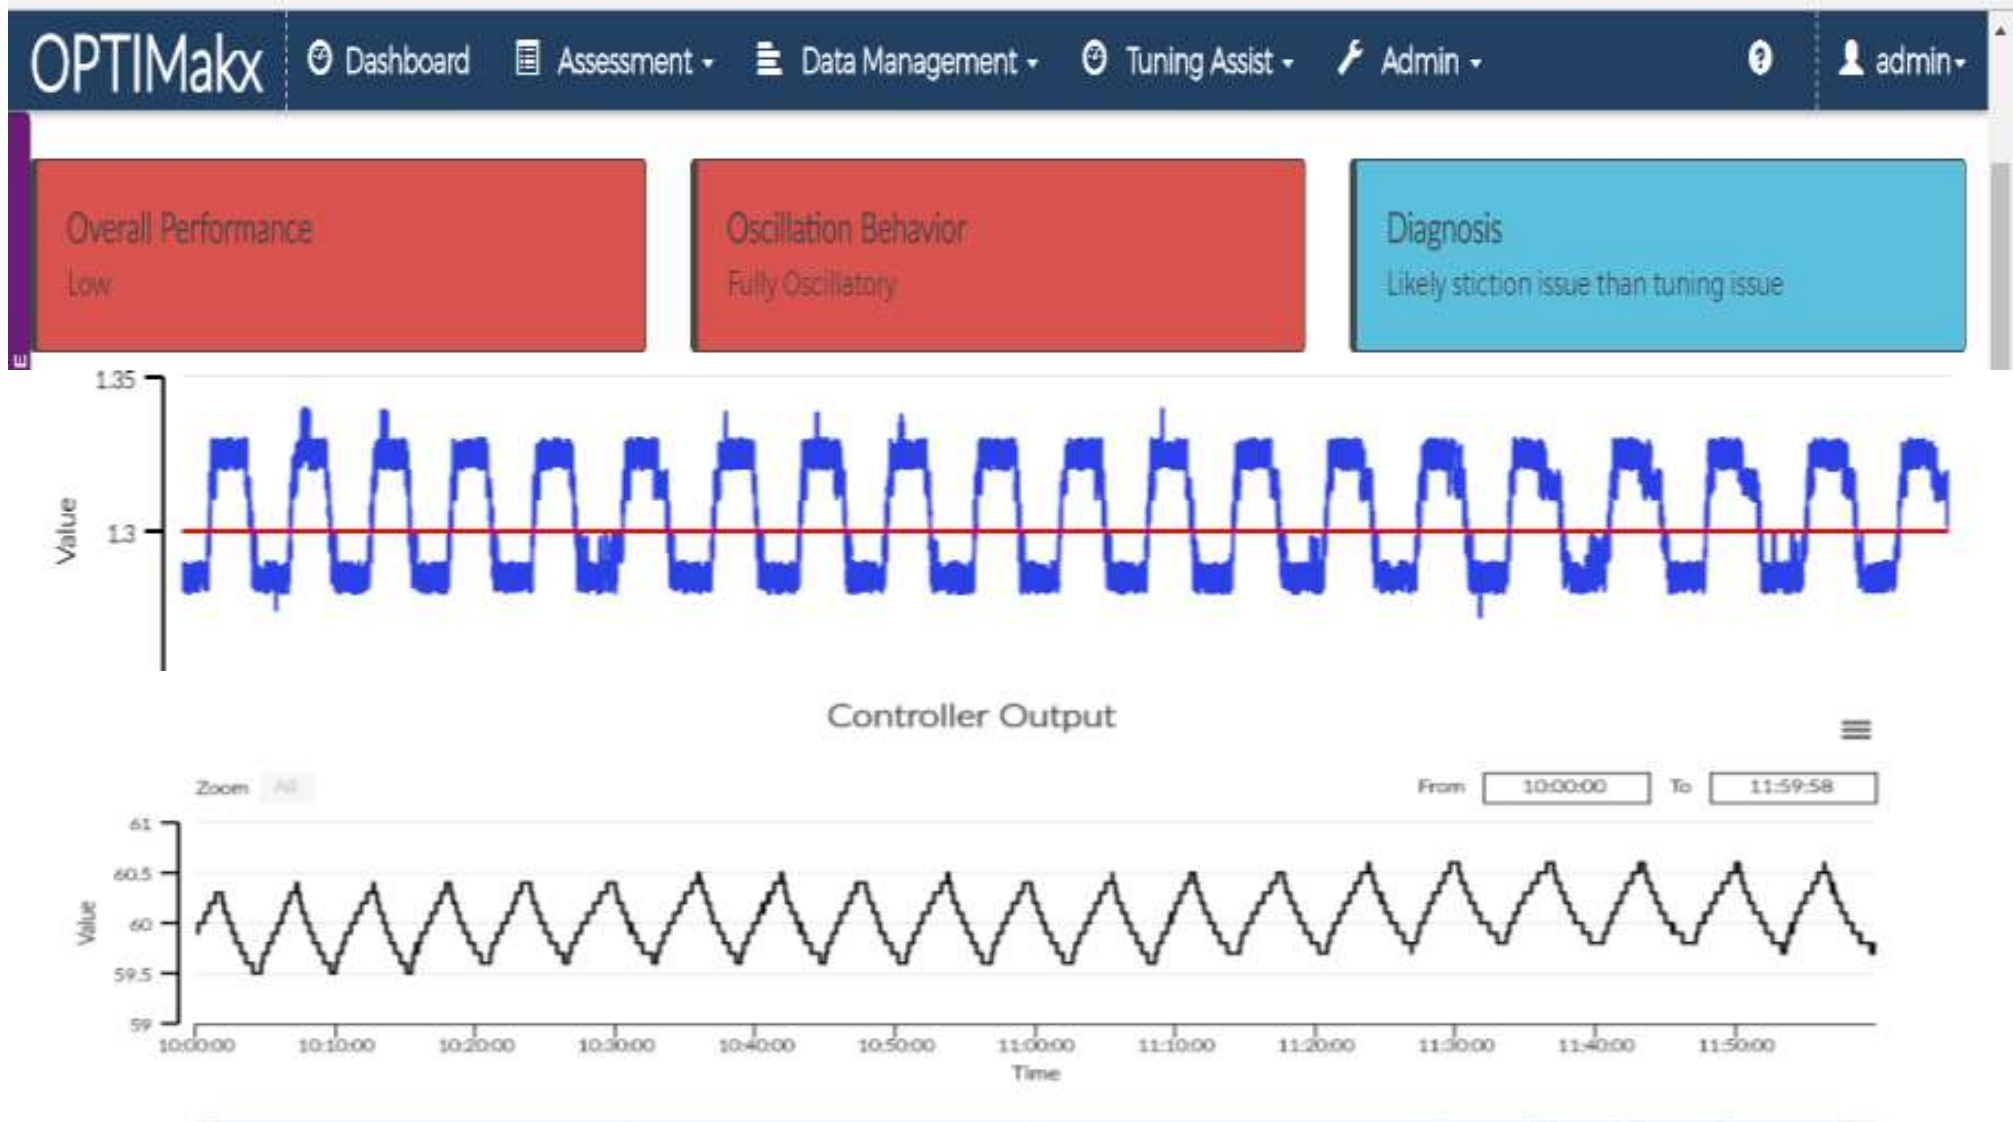 OPTIMakx Dashboard Assessment Data Management Tuning Assist Admin admin
Overall Performance
Low
Oscillation Behavior
Fully Oscillatory
Diagnosis
Likely stiction issue than tuning issue
E
1.35
Value
1.3
Controller Output
Zoom All From 10:00:00 To 11:59:58
61
60.5
Value
60
59.5
59
10:00:00 10:10:00 10:20:00 10:30:00 10:40:00 10:50:00 11:00:00 11:10:00 11:20:00 11:30:00 11:40:00 11:50:00
Time